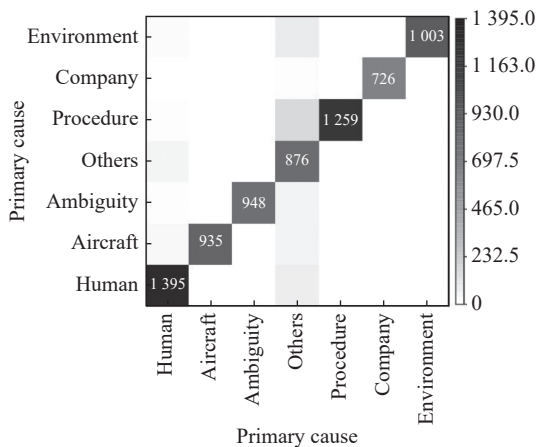 Primary cause
Environment
Company
Procedure
Others
Ambiguity
Aircraft
Human
1 003
726
1 259
876
948
935
1 395
1 395.0
1 163.0
930.0
697.5
465.0
232.5
0
Human
Aircraft
Ambiguity
Others
Procedure
Company
Environment
Primary cause